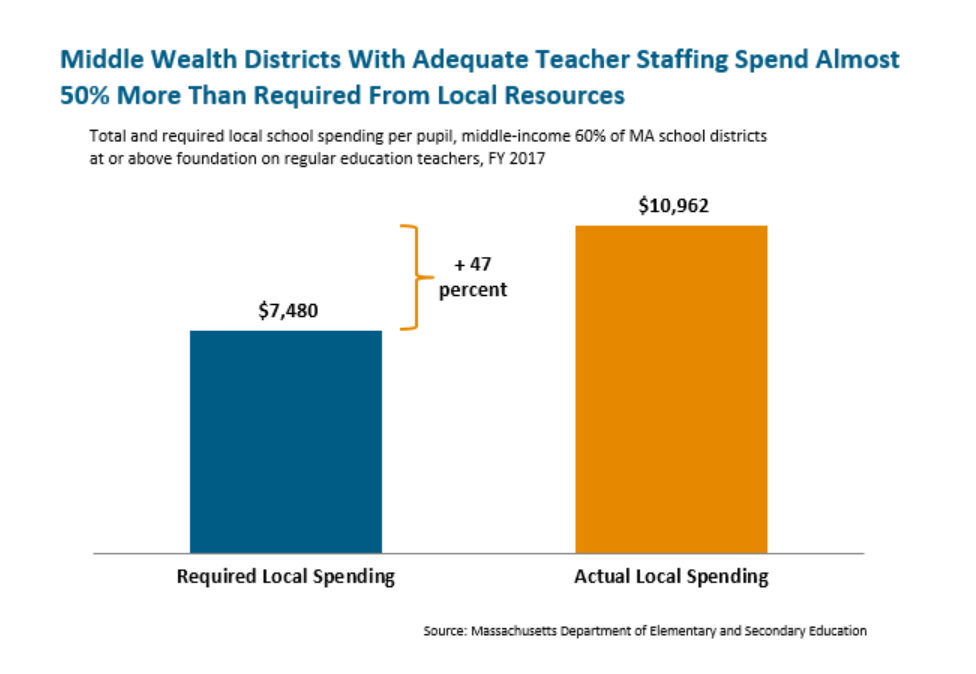 Middle Wealth Districts With Adequate Teacher Staffing Spend Almost
50% More Than Required From Local Resources
Total and required local school spending per pupil, middle-income 60% of MA school districts
at or above foundation on regular education teachers, FY 2017
$10,962
+ 47
percent
$7,480
Required Local Spending
Actual Local Spending
Source: Massachusetts Department of Elementary and Secondary Education